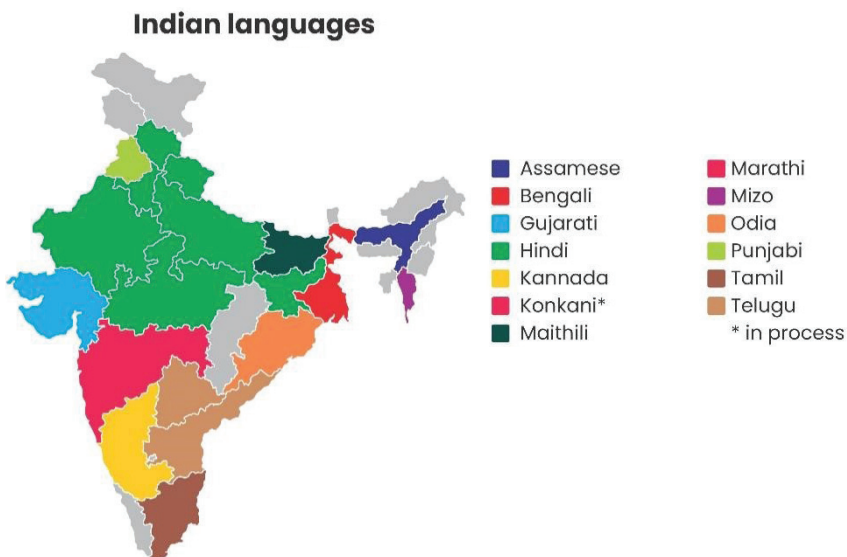 Indian languages
Assamese
Bengali
Gujarati
Hindi
Kannada
Konkani*
Maithili
Marathi
Mizo
Odia
Punjabi
Tamil
Telugu
* in process